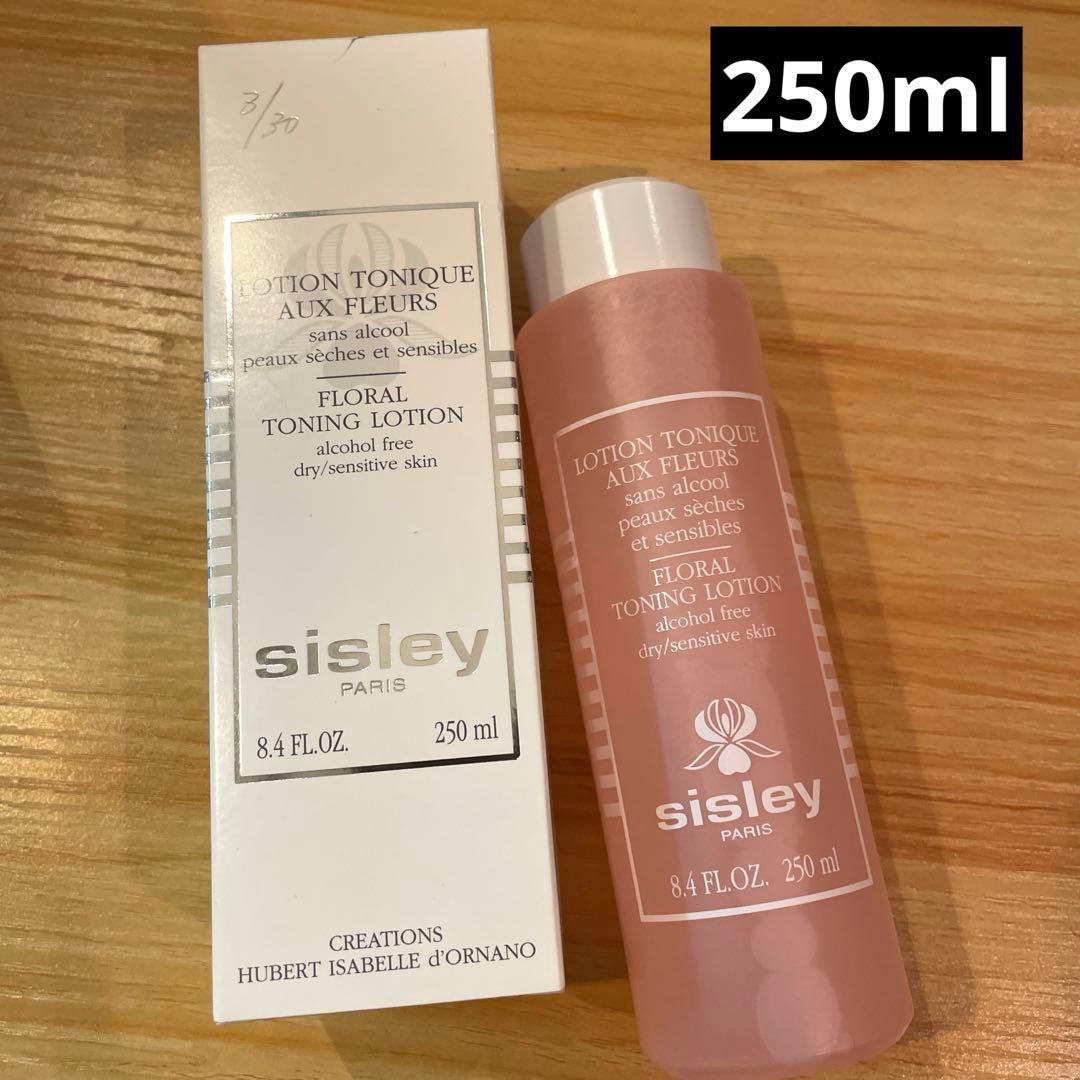 250ml
3/30
LOTION TONIQUE
AUX FLEURS
sans alcool
peaux sèches et sensibles
FLORAL
TONING LOTION
alcohol free
dry/sensitive skin
sisley
PARIS
8.4 FL.OZ. 250 ml
CREATIONS
HUBERT ISABELLE d'ORNANO
LOTION TONIQUE
AUX FLEURS
sans alcool
peaux sèches
et sensibles
FLORAL
TONING LOTION
alcohol free
dry/sensitive skin
sisley
PARIS
8.4 FL.OZ. 250 ml